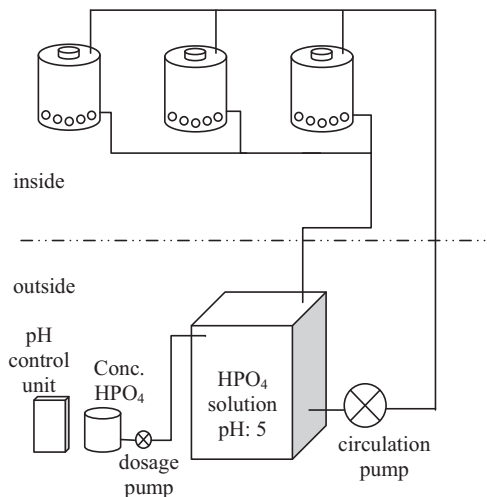 inside
outside
pH
control
unit
Conc.
HPO₄
dosage
pump
HPO₄
solution
pH: 5
circulation
pump